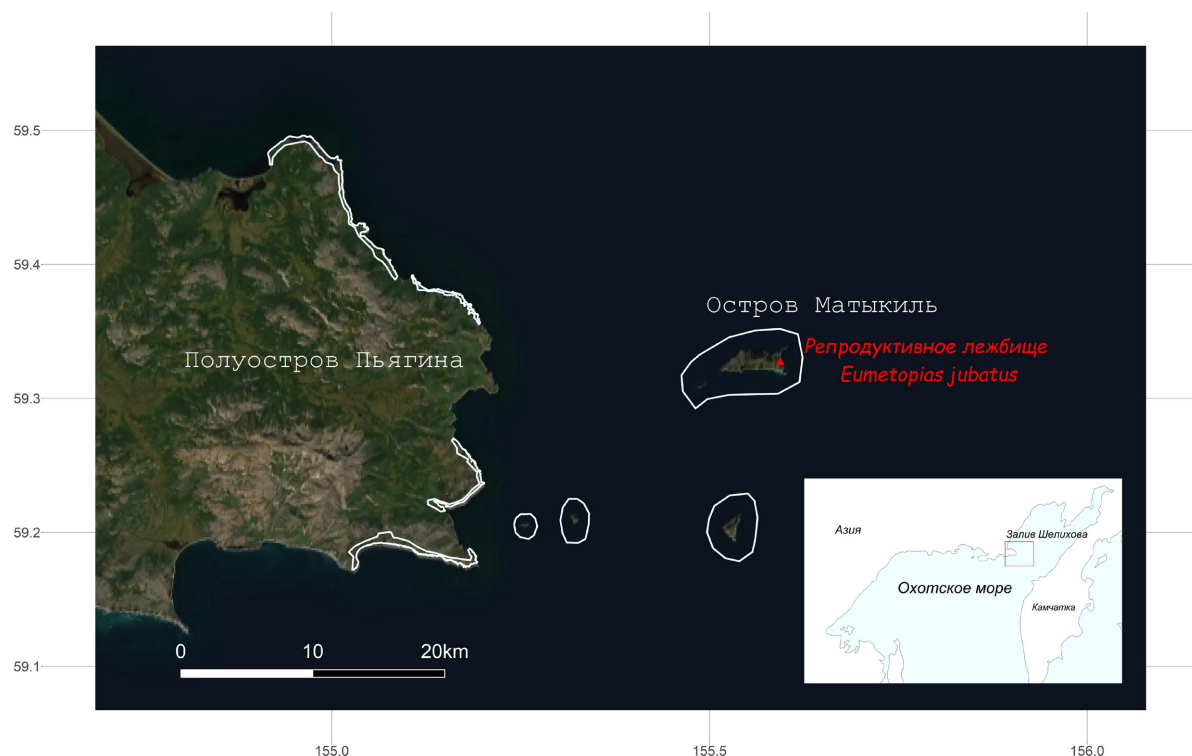 59.5
59.4
Остров Матыкиль
Репродуктивное лежбище
Eumetopias jubatus
Полуостров Пьягина
59.3
59.2
Азия
Залив Шелихова
Охотское море
Камчатка
0 10 20km
59.1
155.0 155.5 156.0